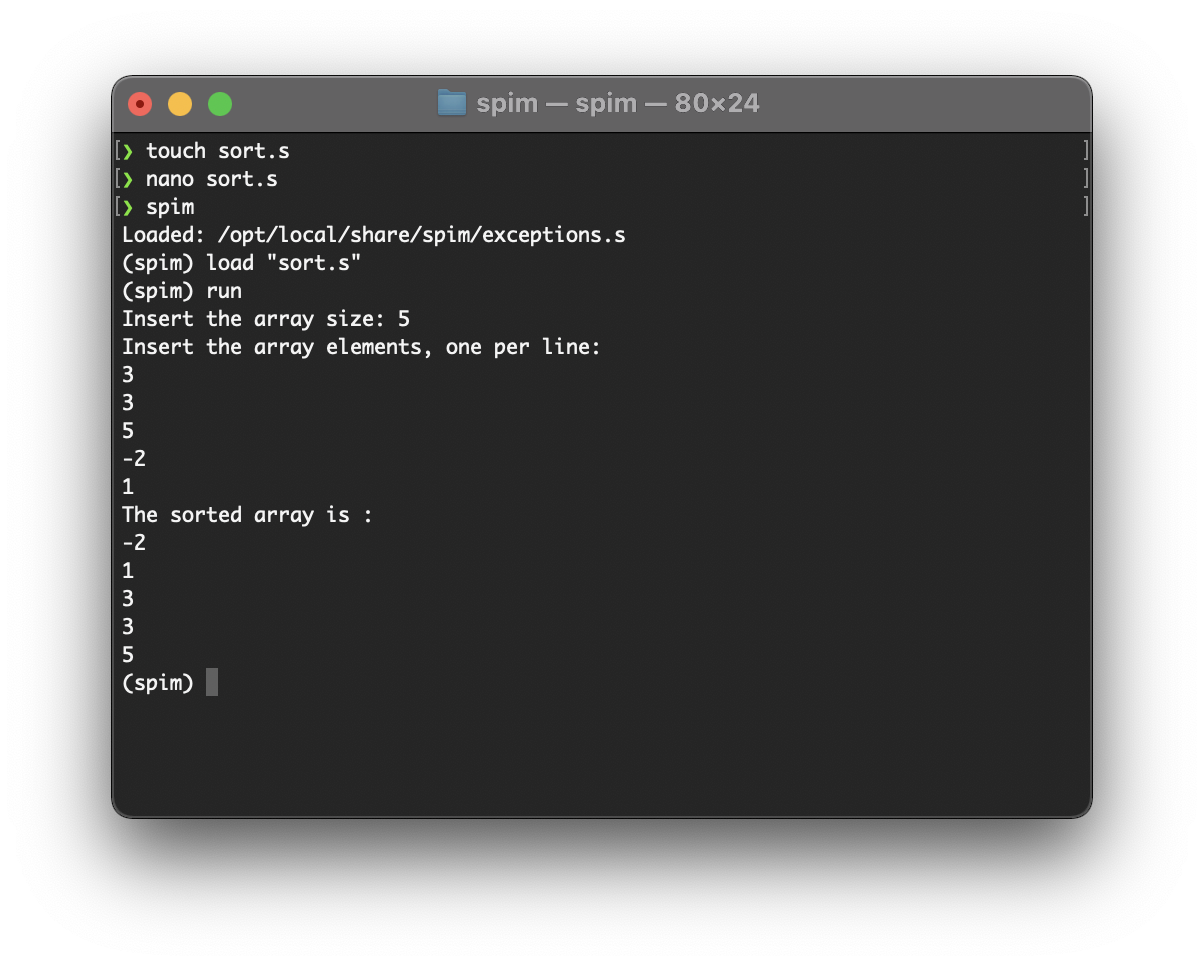 spim — spim — 80×24
[❯ touch sort.s ]
[❯ nano sort.s ]
[❯ spim ]
Loaded: /opt/local/share/spim/exceptions.s
(spim) load "sort.s"
(spim) run
Insert the array size: 5
Insert the array elements, one per line:
3
3
5
-2
1
The sorted array is :
-2
1
3
3
5
(spim)